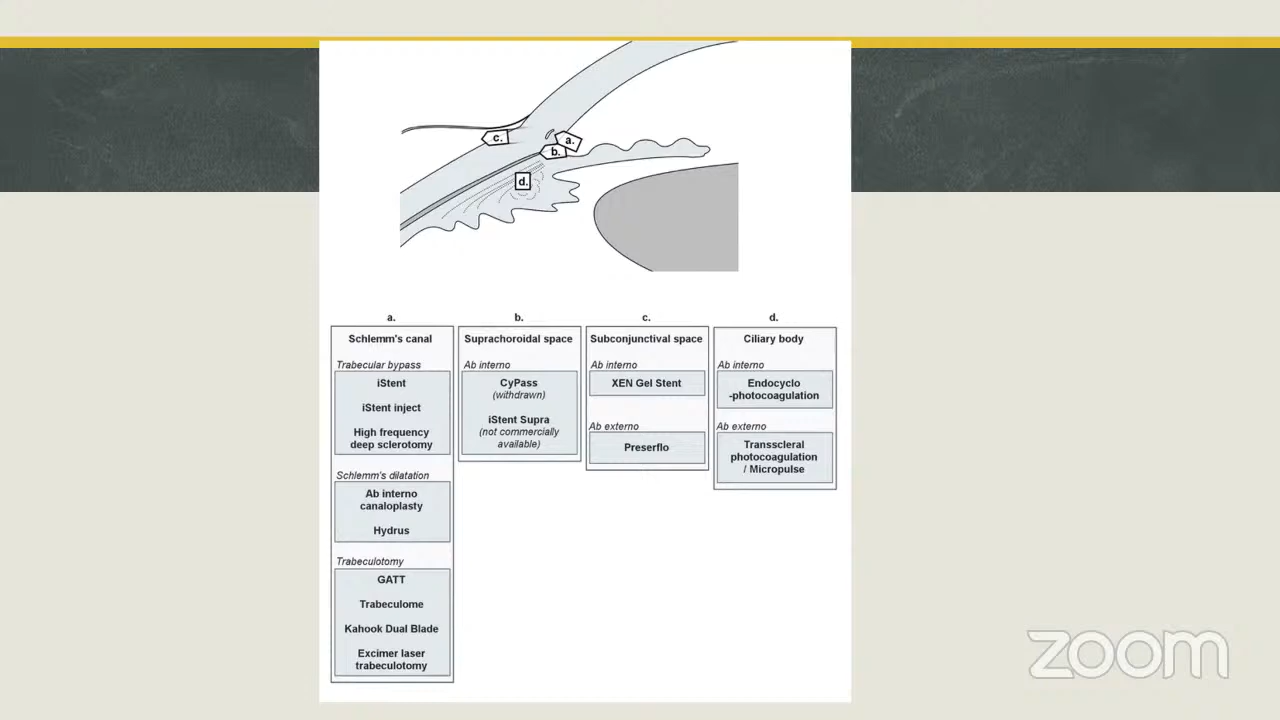 c.
a.
b.
d.
a.
Schlemm's canal
Trabecular bypass
iStent
iStent inject
High frequency
deep sclerotomy
Schlemm's dilatation
Ab interno
canaloplasty
Hydrus
Trabeculotomy
GATT
Trabeculome
Kahook Dual Blade
Excimer laser
trabeculotomy
b.
Suprachoroidal space
Ab interno
CyPass
(withdrawn)
iStent Supra
(not commercially
available)
c.
Subconjunctival space
Ab interno
XEN Gel Stent
Ab externo
Preserflo
d.
Ciliary body
Ab interno
Endocyclo
-photocoagulation
Ab externo
Transscleral
photocoagulation
/ Micropulse
zoom